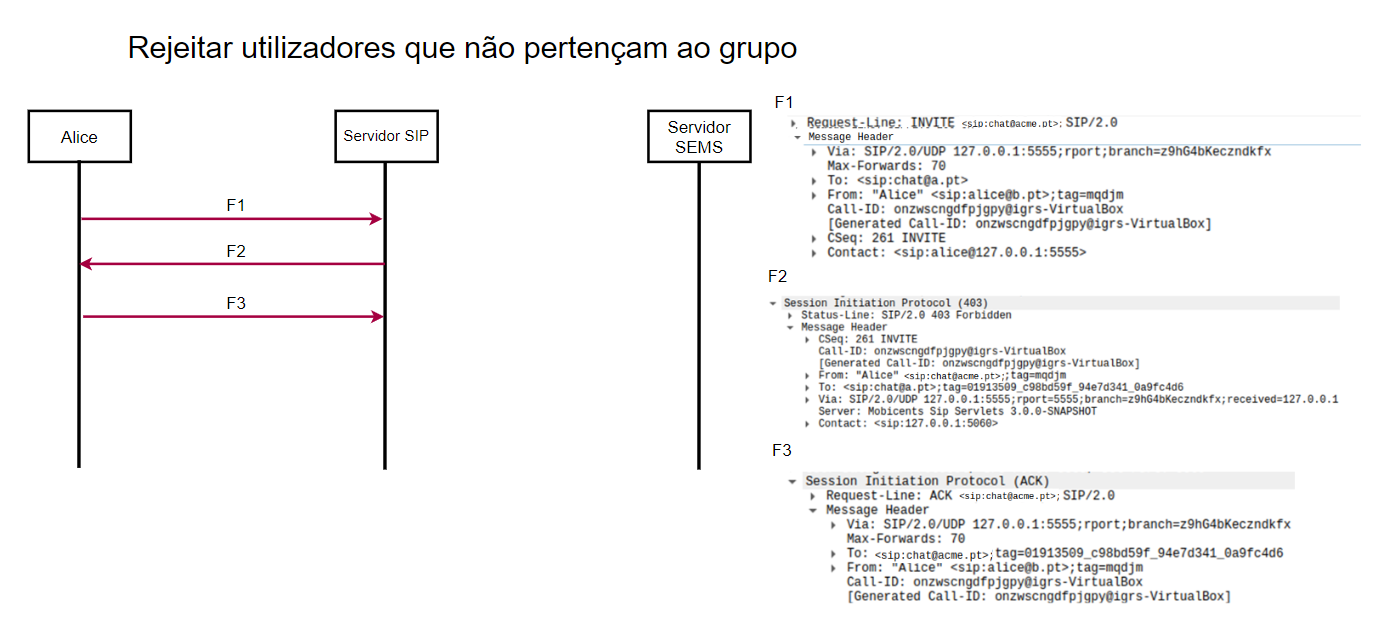 Rejeitar utilizadores que não pertençam ao grupo
Alice
Servidor SIP
Servidor
SEMS
F1
F2
F3
F1
Request-Line: INVITE <sip:chat@acme.pt>; SIP/2.0
Message Header
Via: SIP/2.0/UDP 127.0.0.1:5555;rport;branch=z9hG4bKeczndkfx
Max-Forwards: 70
To: <sip:chat@a.pt>
From: "Alice" <sip:alice@b.pt>;tag=mqdjm
Call-ID: onzwscngdfpjgpy@igrs-VirtualBox
[Generated Call-ID: onzwscngdfpjgpy@igrs-VirtualBox]
CSeq: 261 INVITE
Contact: <sip:alice@127.0.0.1:5555>
F2
Session Initiation Protocol (403)
Status-Line: SIP/2.0 403 Forbidden
Message Header
CSeq: 261 INVITE
Call-ID: onzwscngdfpjgpy@igrs-VirtualBox
[Generated Call-ID: onzwscngdfpjgpy@igrs-VirtualBox]
From: "Alice" <sip:chat@acme.pt>;;tag=mqdjm
To: <sip:chat@a.pt>;tag=01913509_c98bd59f_94e7d341_0a9fc4d6
Via: SIP/2.0/UDP 127.0.0.1:5555;rport=5555;branch=z9hG4bKeczndkfx;received=127.0.0.1
Server: Mobicents Sip Servlets 3.0.0-SNAPSHOT
Contact: <sip:127.0.0.1:5060>
F3
Session Initiation Protocol (ACK)
Request-Line: ACK <sip:chat@acme.pt>; SIP/2.0
Message Header
Via: SIP/2.0/UDP 127.0.0.1:5555;rport;branch=z9hG4bKeczndkfx
Max-Forwards: 70
To: <sip:chat@acme.pt>;tag=01913509_c98bd59f_94e7d341_0a9fc4d6
From: "Alice" <sip:alice@b.pt>;tag=mqdjm
Call-ID: onzwscngdfpjgpy@igrs-VirtualBox
[Generated Call-ID: onzwscngdfpjgpy@igrs-VirtualBox]